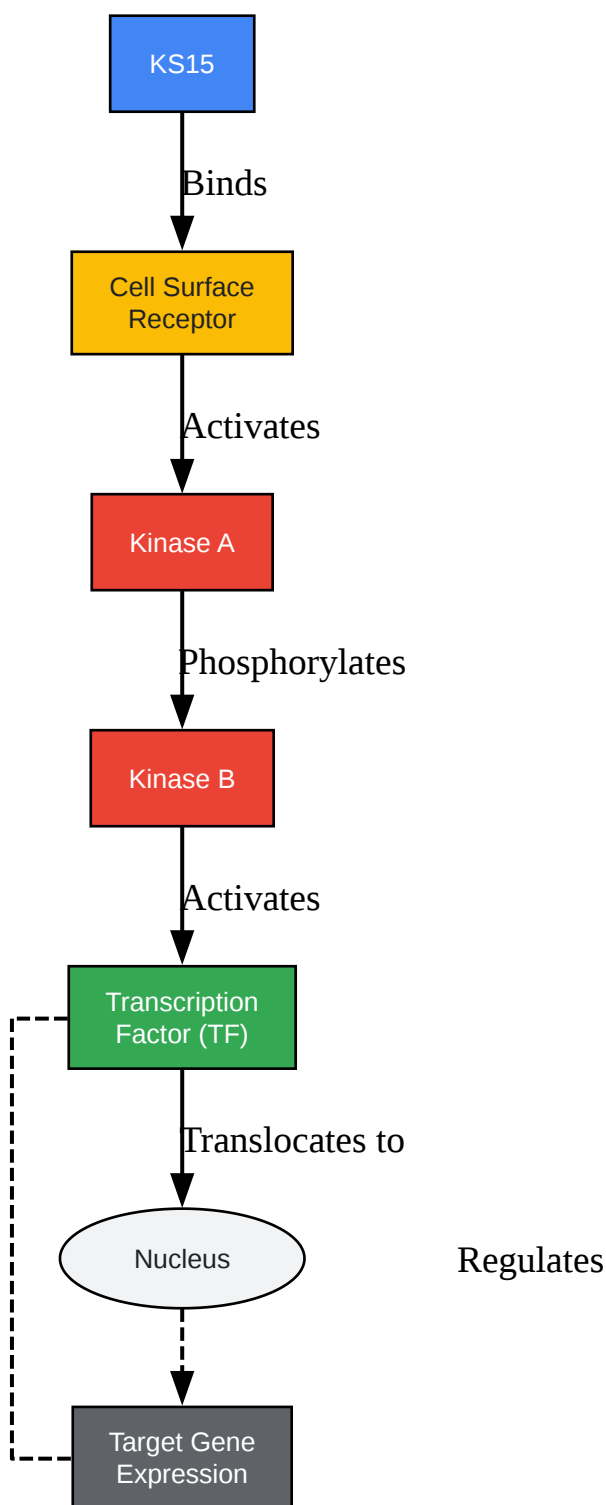 KS15
Binds
Cell Surface
Receptor
Activates
Kinase A
Phosphorylates
Kinase B
Activates
Transcription
Factor (TF)
Translocates to
Nucleus
Regulates
Target Gene
Expression